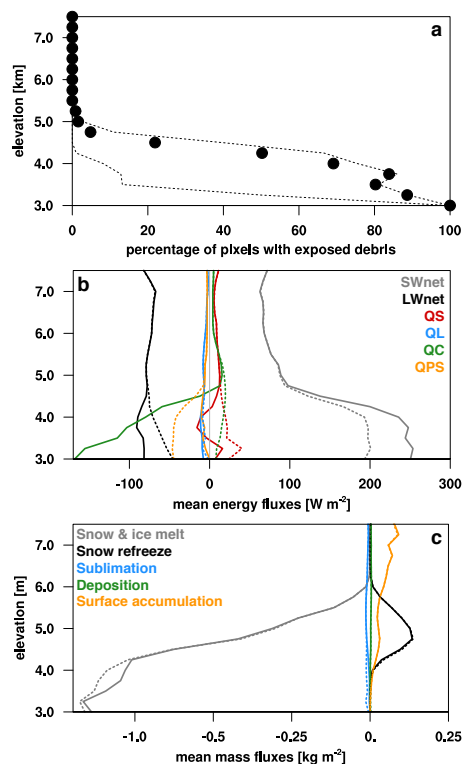 a
7.0
6.0
5.0
4.0
3.0
elevation [km]
0
20
40
60
80
100
percentage of pixels with exposed debris
b
SWnet
LWnet
QS
QL
QC
QPS
7.0
6.0
5.0
4.0
3.0
elevation [km]
-100
0
100
200
300
mean energy fluxes [W m-2]
c
Snow & ice melt
Snow refreeze
Sublimation
Deposition
Surface accumulation
7.0
6.0
5.0
4.0
3.0
elevation [m]
-1.0
-0.5
-0.25
0.
0.25
mean mass fluxes [kg m-2]